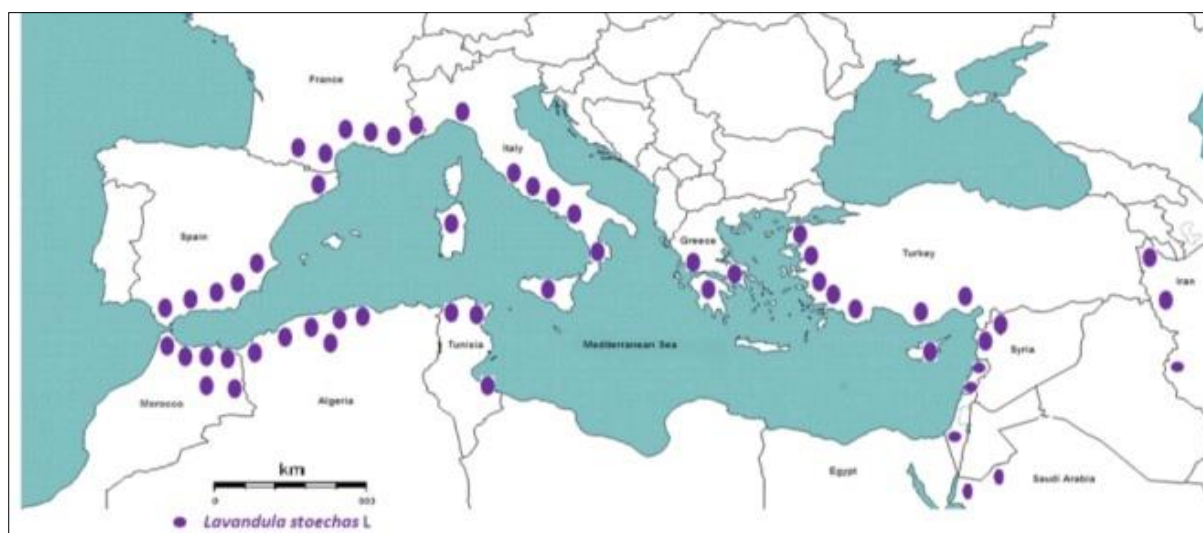 France
Italy
Spain
Greece
Turkey
Iran
Tunisia
Mediterranean Sea
Syria
Morocco
Algeria
Egypt
Saudi Arabia
km
0
Lavandula stoechas L